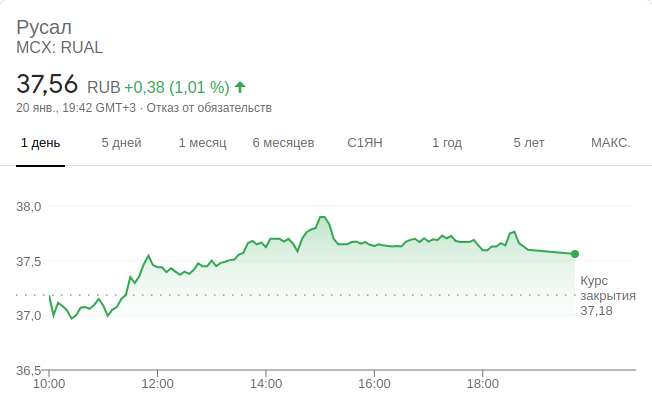 Русал
MCX: RUAL
37,56 RUB +0,38 (1,01 %)
20 янв., 19:42 GMT+3 · Отказ от обязательств
1 день 5 дней 1 месяц 6 месяцев С1ЯН 1 год 5 лет МАКС.
38,0
37,5
Курс
закрытия
37,18
37,0
36,5
10:00 12:00 14:00 16:00 18:00